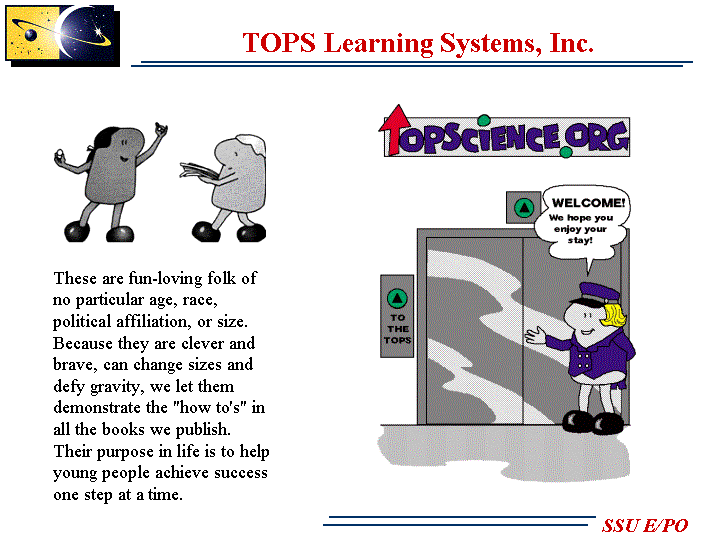 TOPS Learning Systems, Inc.
TOPSCIENCE.ORG
WELCOME!
We hope you
enjoy your
stay!
TO
THE
TOPS
These are fun-loving folk of
no particular age, race,
political affiliation, or size.
Because they are clever and
brave, can change sizes and
defy gravity, we let them
demonstrate the "how to's" in
all the books we publish.
Their purpose in life is to help
young people achieve success
one step at a time.
SSU E/PO